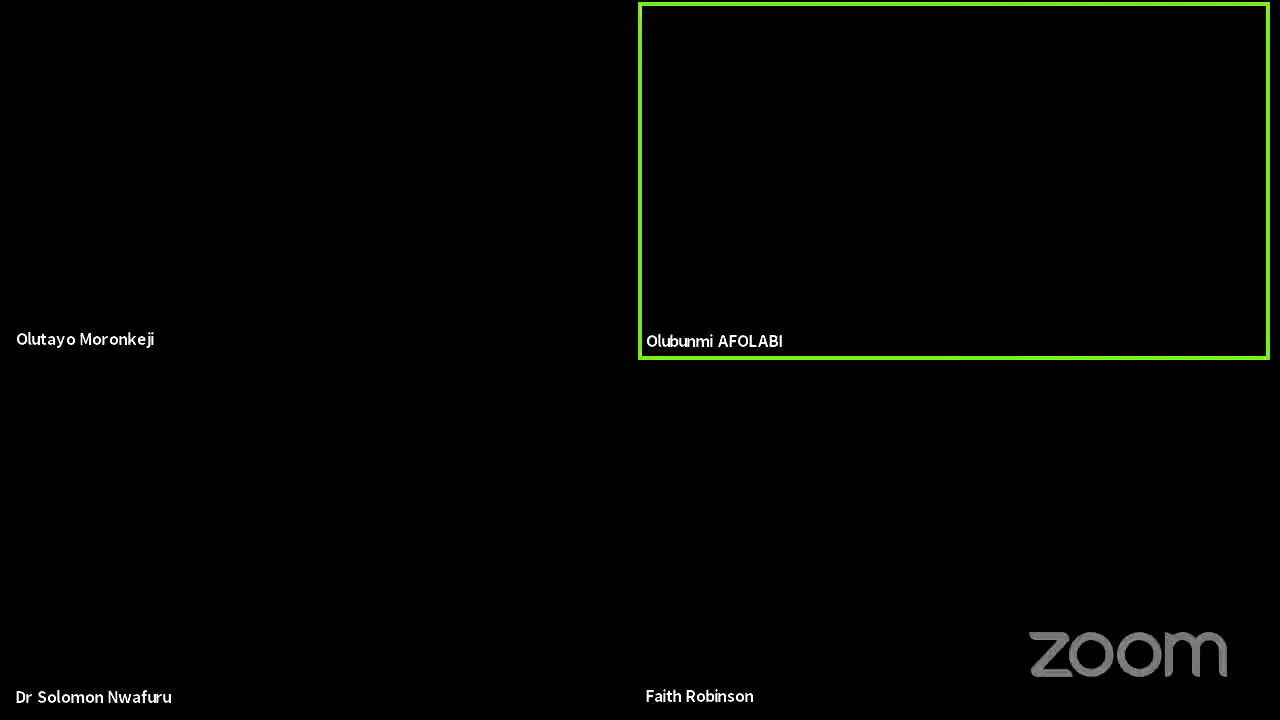 Olutayo Moronkeji
Olubunmi AFOLABI
Dr Solomon Nwafuru
Faith Robinson
zoom